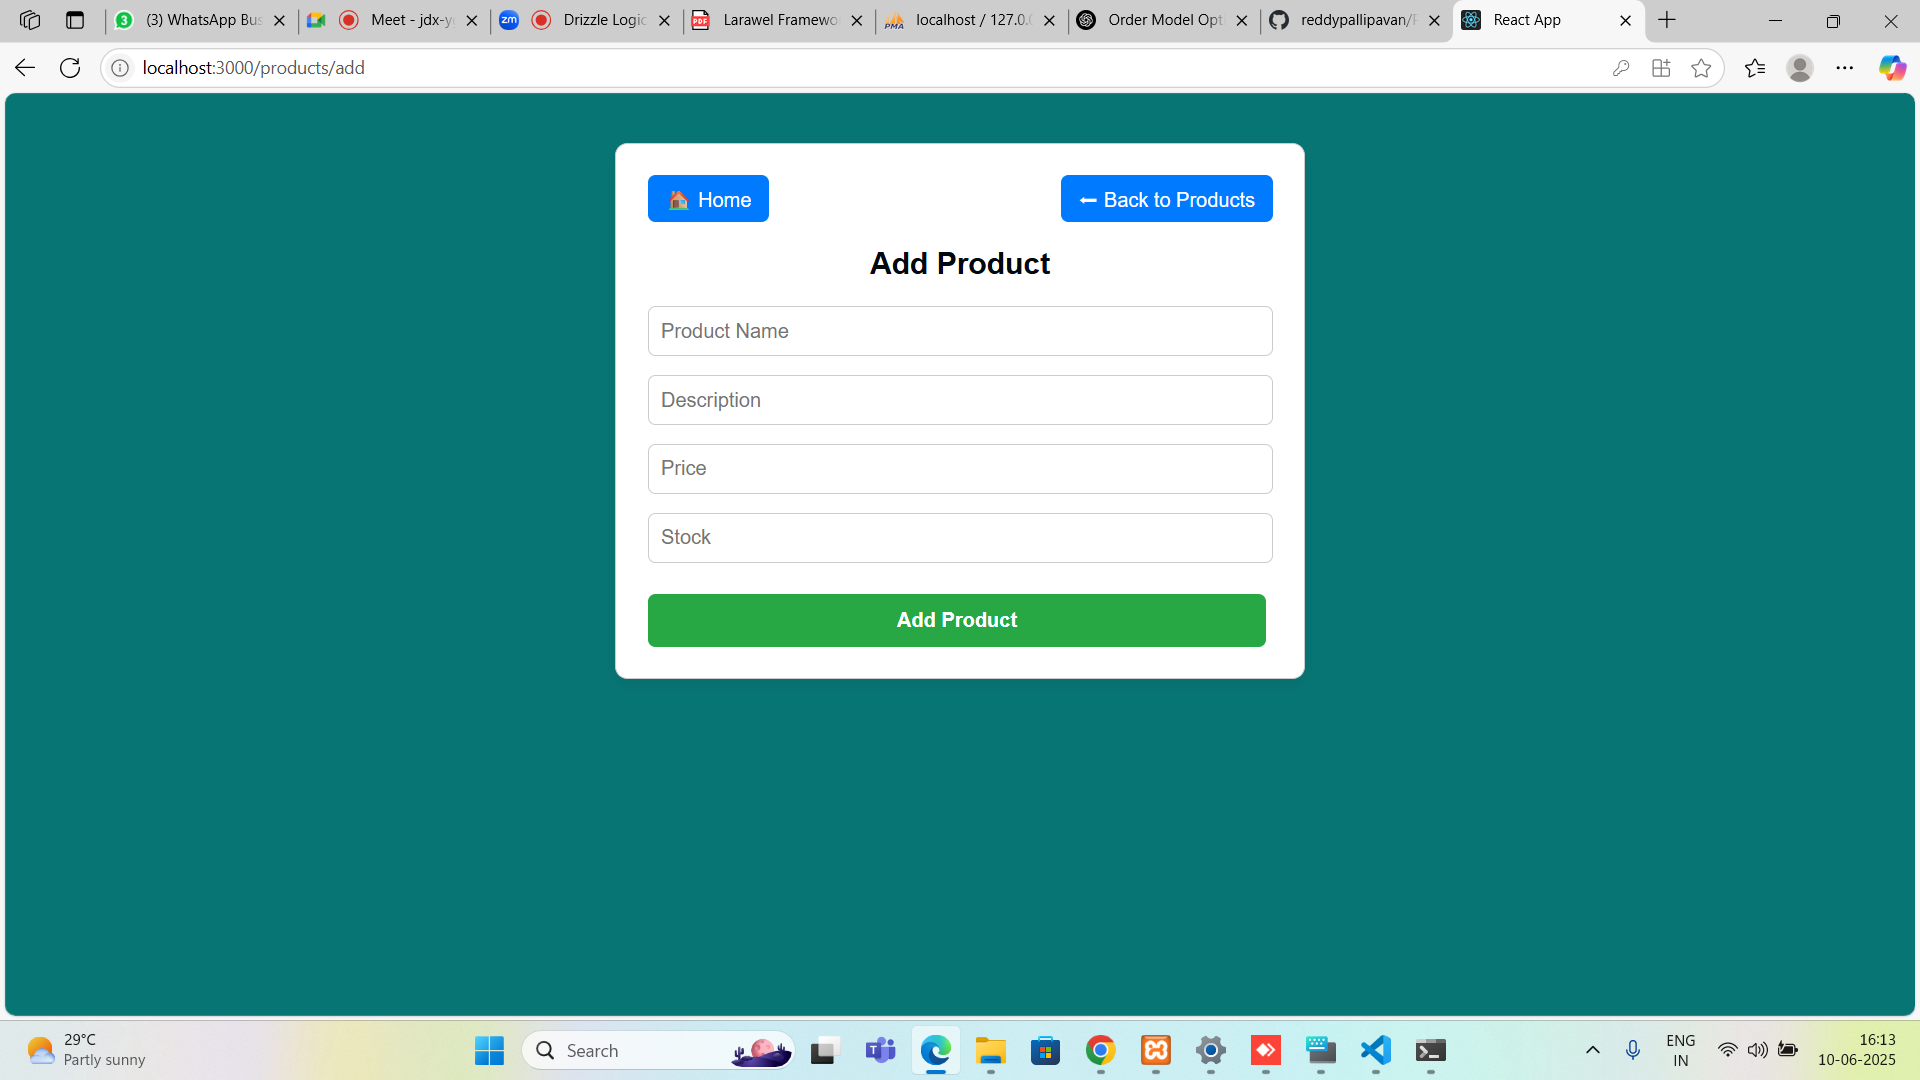 (3) WhatsApp Bus
Meet - jdx-y
Drizzle Logic
Larawel Framewo
localhost / 127.0.0
Order Model Opt
reddypallipavan/
React App
localhost:3000/products/add
🏠 Home
← Back to Products
Add Product
Product Name
Description
Price
Stock
Add Product
29°C
Partly sunny
Search
ENG
IN
16:13
10-06-2025